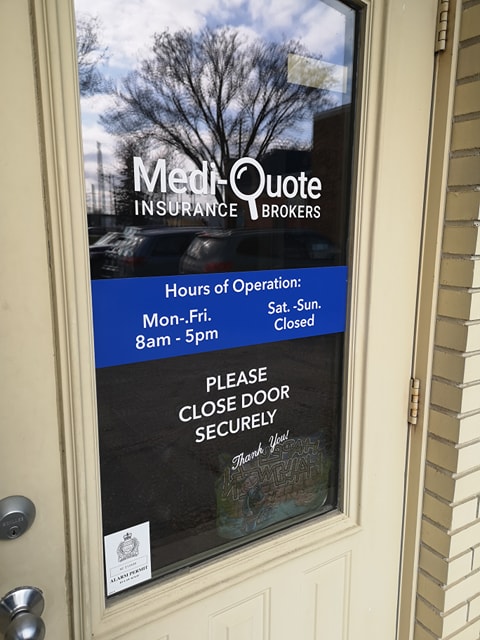 Medi-Quote
INSURANCE BROKERS
Hours of Operation:
Mon-.Fri.
8am - 5pm
Sat. -Sun.
Closed
PLEASE
CLOSE DOOR
SECURELY
Thank You!
ALARM PERMIT